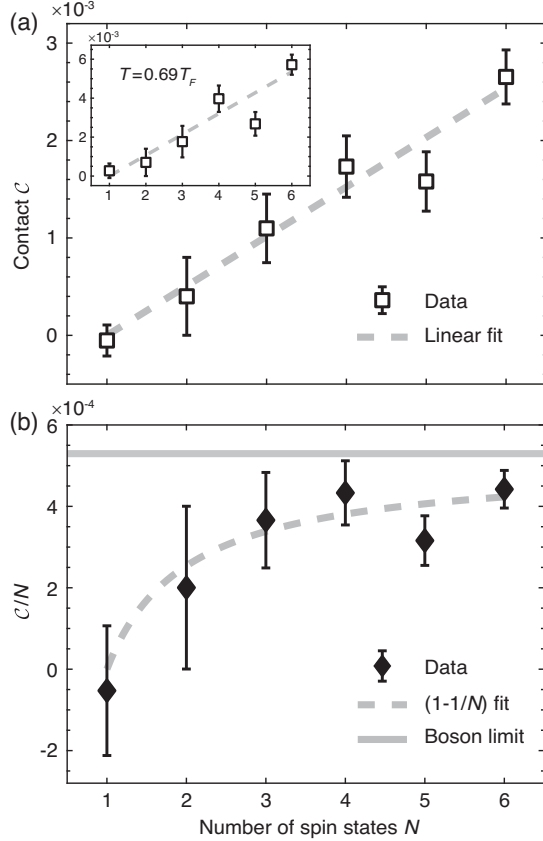 (a)
×10⁻³
3
2
1
0
Contact C
×10⁻³
6
4
2
0
T=0.69T_F
1 2 3 4 5 6
Data
Linear fit
(b)
×10⁻⁴
6
4
2
0
-2
C/N
Data
(1-1/N) fit
Boson limit
1 2 3 4 5 6
Number of spin states N